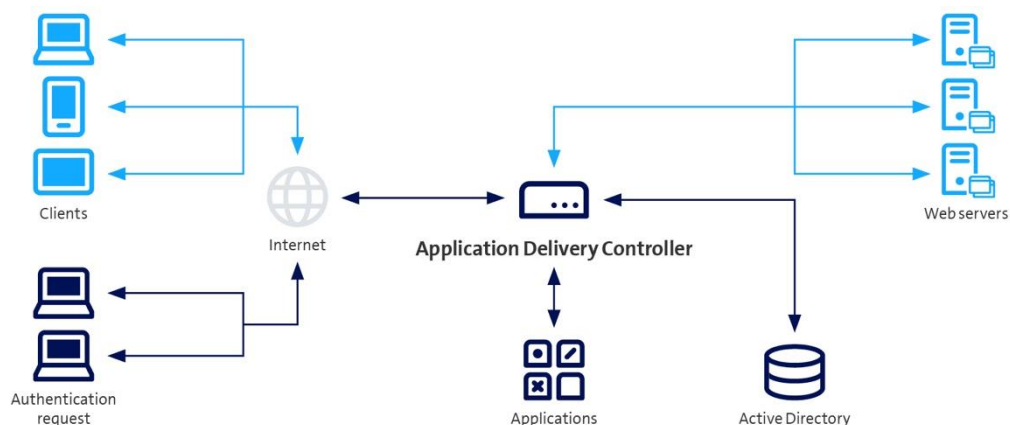 Clients
Web servers
Internet
Application Delivery Controller
Authentication
request
Applications
Active Directory